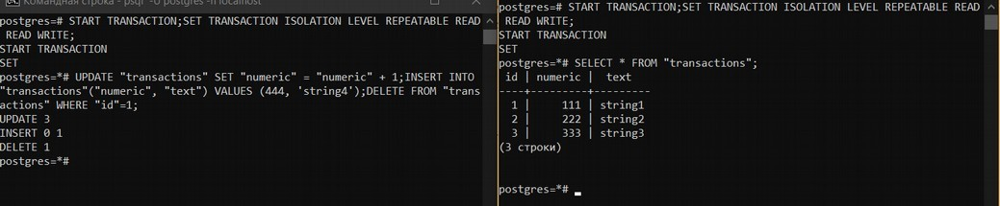 Командная строка - psql -U postgres -h localhost
postgres=# START TRANSACTION;SET TRANSACTION ISOLATION LEVEL REPEATABLE READ
 READ WRITE;
START TRANSACTION
SET
postgres=*# UPDATE "transactions" SET "numeric" = "numeric" + 1;INSERT INTO
"transactions"("numeric", "text") VALUES (444, 'string4');DELETE FROM "trans
actions" WHERE "id"=1;
UPDATE 3
INSERT 0 1
DELETE 1
postgres=*#
postgres=# START TRANSACTION;SET TRANSACTION ISOLATION LEVEL REPEATABLE READ
 READ WRITE;
START TRANSACTION
SET
postgres=*# SELECT * FROM "transactions";
 id | numeric | text
----+---------+---------
  1 |     111 | string1
  2 |     222 | string2
  3 |     333 | string3
(3 строки)
postgres=*#